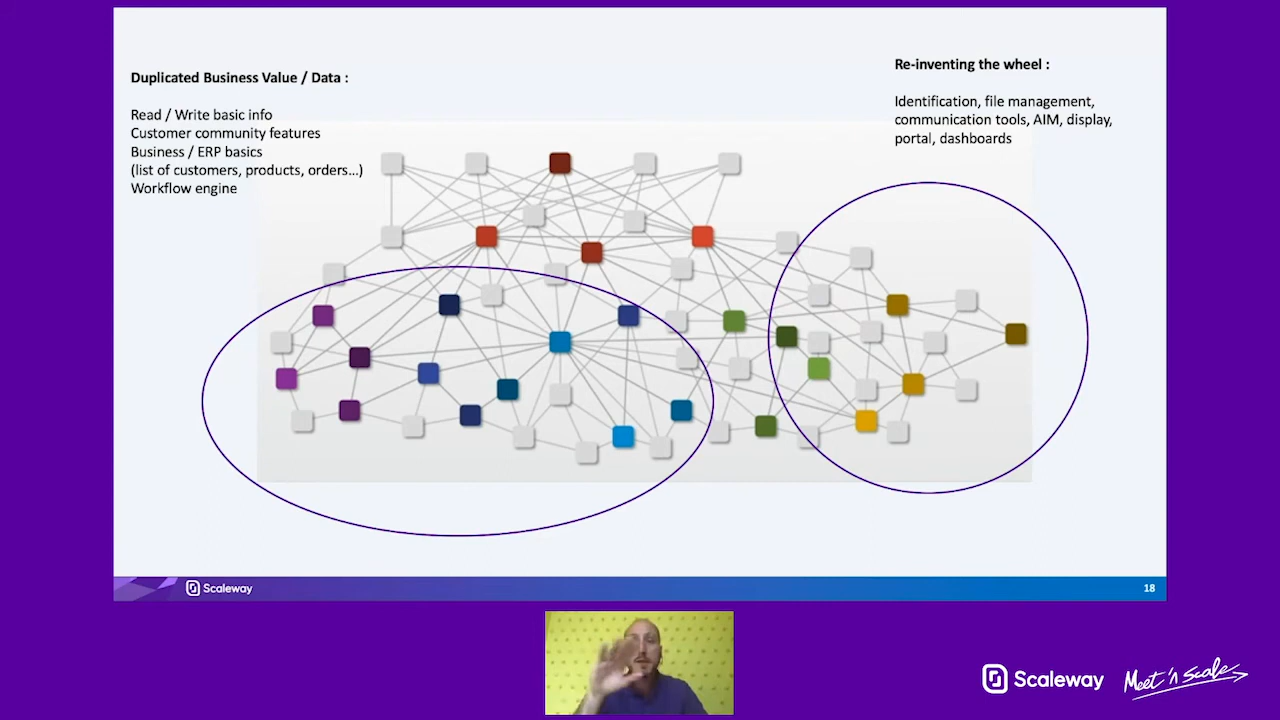 Duplicated Business Value / Data :
Read / Write basic info
Customer community features
Business / ERP basics
(list of customers, products, orders...)
Workflow engine
Re-inventing the wheel :
Identification, file management,
communication tools, AIM, display,
portal, dashboards
Scaleway
18
Scaleway
Meet 'n Scale